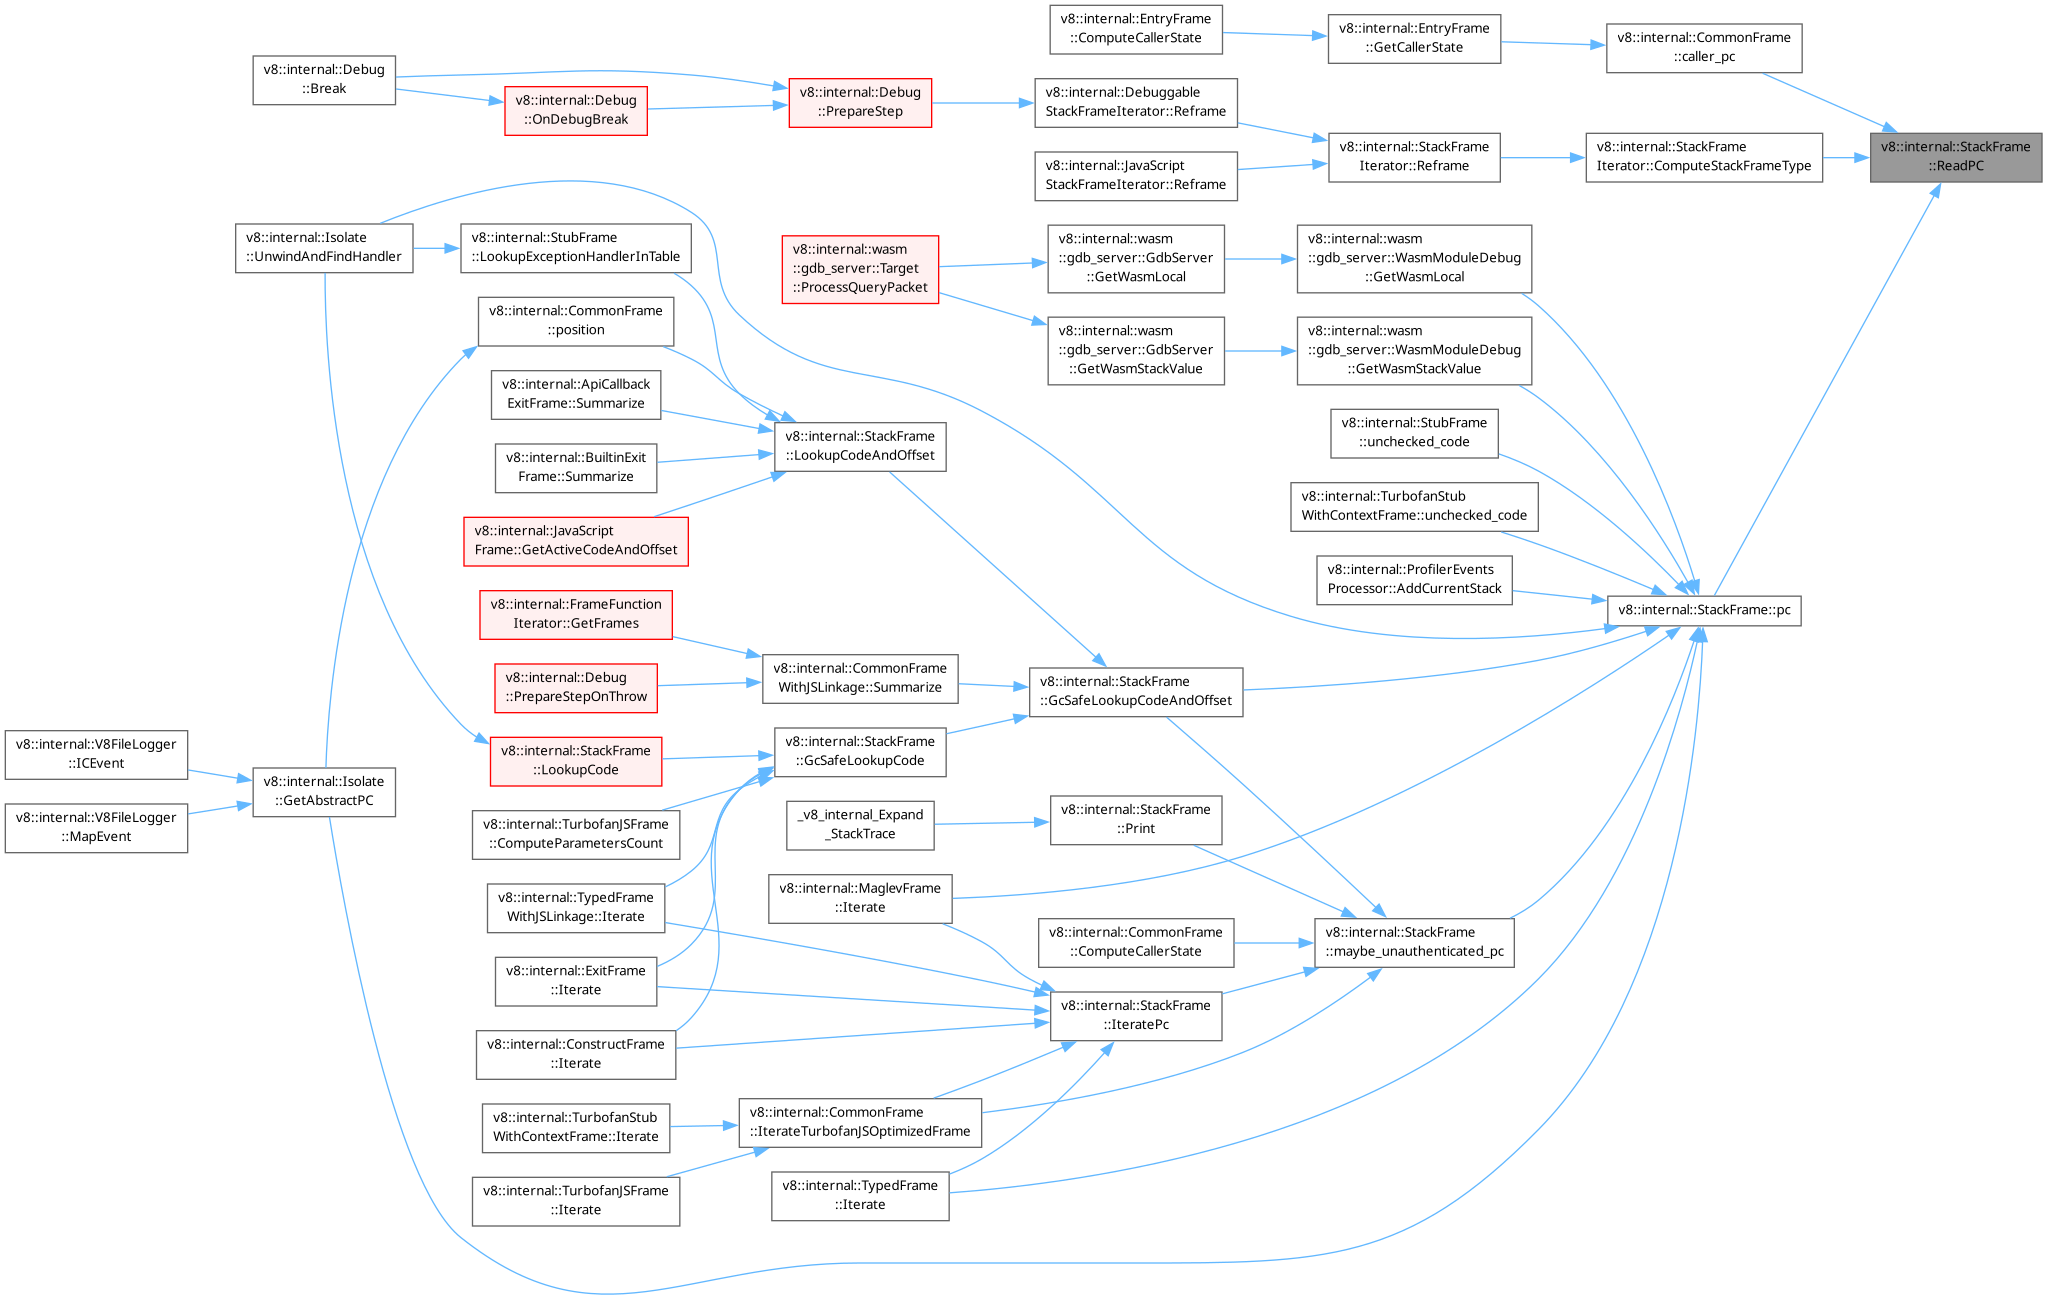 v8::internal::EntryFrame
::ComputeCallerState
v8::internal::EntryFrame
::GetCallerState
v8::internal::CommonFrame
::caller_pc
v8::internal::Debug
::Break
v8::internal::Debug
::OnDebugBreak
v8::internal::Debug
::PrepareStep
v8::internal::Debuggable
StackFrameIterator::Reframe
v8::internal::JavaScript
StackFrameIterator::Reframe
v8::internal::StackFrame
Iterator::Reframe
v8::internal::StackFrame
Iterator::ComputeStackFrameType
v8::internal::StackFrame
::ReadPC
v8::internal::Isolate
::UnwindAndFindHandler
v8::internal::StubFrame
::LookupExceptionHandlerInTable
v8::internal::wasm
::gdb_server::Target
::ProcessQueryPacket
v8::internal::wasm
::gdb_server::GdbServer
::GetWasmLocal
v8::internal::wasm
::gdb_server::WasmModuleDebug
::GetWasmLocal
v8::internal::CommonFrame
::position
v8::internal::wasm
::gdb_server::GdbServer
::GetWasmStackValue
v8::internal::wasm
::gdb_server::WasmModuleDebug
::GetWasmStackValue
v8::internal::ApiCallback
ExitFrame::Summarize
v8::internal::StackFrame
::LookupCodeAndOffset
v8::internal::StubFrame
::unchecked_code
v8::internal::BuiltinExit
Frame::Summarize
v8::internal::TurbofanStub
WithContextFrame::unchecked_code
v8::internal::JavaScript
Frame::GetActiveCodeAndOffset
v8::internal::ProfilerEvents
Processor::AddCurrentStack
v8::internal::StackFrame::pc
v8::internal::FrameFunction
Iterator::GetFrames
v8::internal::Debug
::PrepareStepOnThrow
v8::internal::CommonFrame
WithJSLinkage::Summarize
v8::internal::StackFrame
::GcSafeLookupCodeAndOffset
v8::internal::V8FileLogger
::ICEvent
v8::internal::V8FileLogger
::MapEvent
v8::internal::Isolate
::GetAbstractPC
v8::internal::StackFrame
::LookupCode
v8::internal::StackFrame
::GcSafeLookupCode
v8::internal::TurbofanJSFrame
::ComputeParametersCount
_v8_internal_Expand
_StackTrace
v8::internal::StackFrame
::Print
v8::internal::TypedFrame
WithJSLinkage::Iterate
v8::internal::MaglevFrame
::Iterate
v8::internal::CommonFrame
::ComputeCallerState
v8::internal::StackFrame
::maybe_unauthenticated_pc
v8::internal::ExitFrame
::Iterate
v8::internal::StackFrame
::IteratePc
v8::internal::ConstructFrame
::Iterate
v8::internal::TurbofanStub
WithContextFrame::Iterate
v8::internal::CommonFrame
::IterateTurbofanJSOptimizedFrame
v8::internal::TurbofanJSFrame
::Iterate
v8::internal::TypedFrame
::Iterate